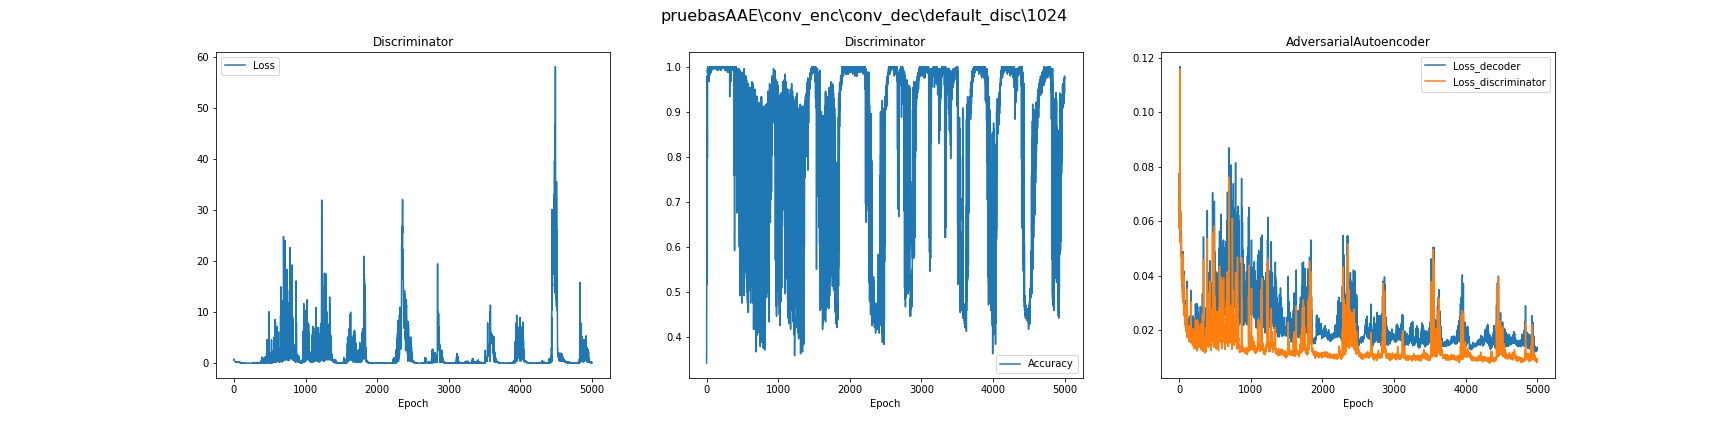 pruebasAAE\conv_enc\conv_dec\default_disc\1024
Discriminator
Loss
60
50
40
30
20
10
0
0 1000 2000 3000 4000 5000
Epoch
Discriminator
1.0
0.9
0.8
0.7
0.6
0.5
0.4
Accuracy
0 1000 2000 3000 4000 5000
Epoch
AdversarialAutoencoder
0.12
Loss_decoder
Loss_discriminator
0.10
0.08
0.06
0.04
0.02
0 1000 2000 3000 4000 5000
Epoch